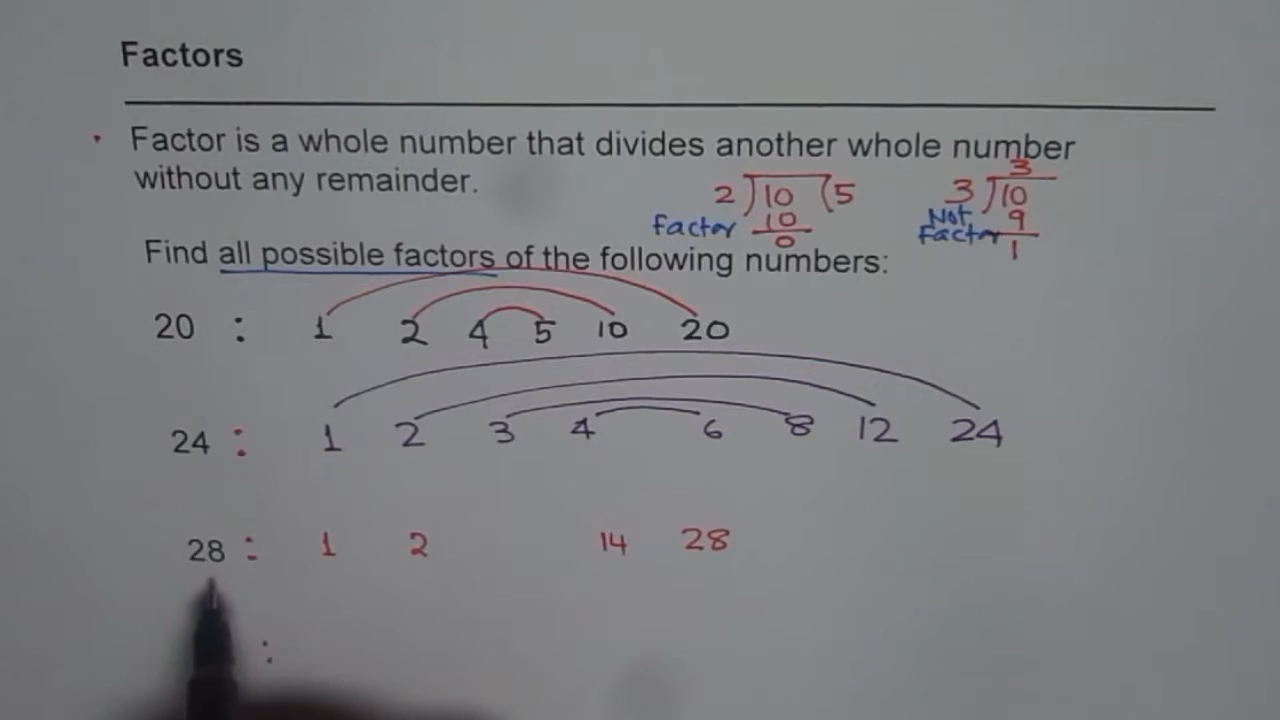 Factors
Factor is a whole number that divides another whole number
without any remainder.
2 ) 10 ( 5
Factor 10
0
3
3 ) 10
Not 9
Factor 1
Find all possible factors of the following numbers:
20 : 1 2 4 5 10 20
24 : 1 2 3 4 6 8 12 24
28 : 1 2 14 28
: